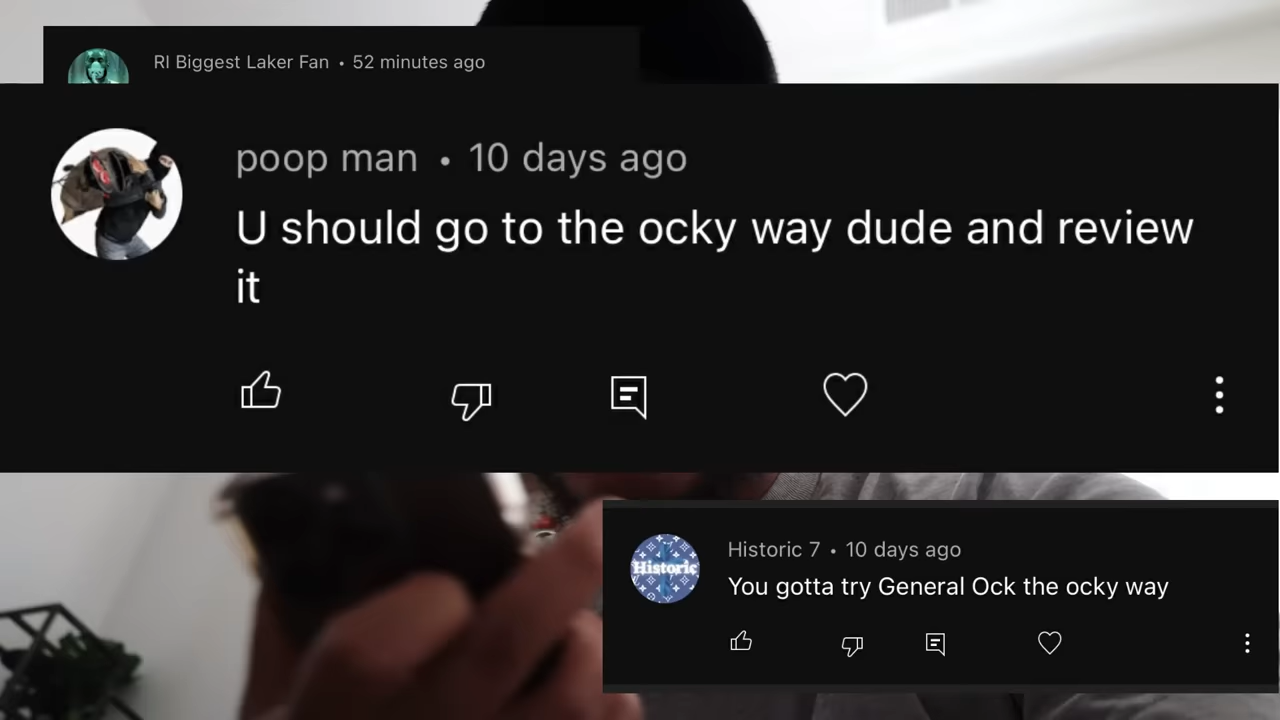 RI Biggest Laker Fan • 52 minutes ago
poop man • 10 days ago
U should go to the ocky way dude and review
it
Historic
Historic 7 • 10 days ago
You gotta try General Ock the ocky way